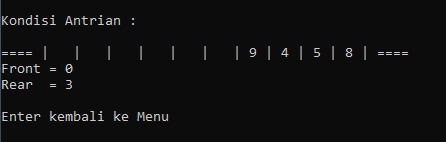 Kondisi Antrian :
==== |   |   |   |   |   |   | 9 | 4 | 5 | 8 | ====
Front = 0
Rear  = 3
Enter kembali ke Menu